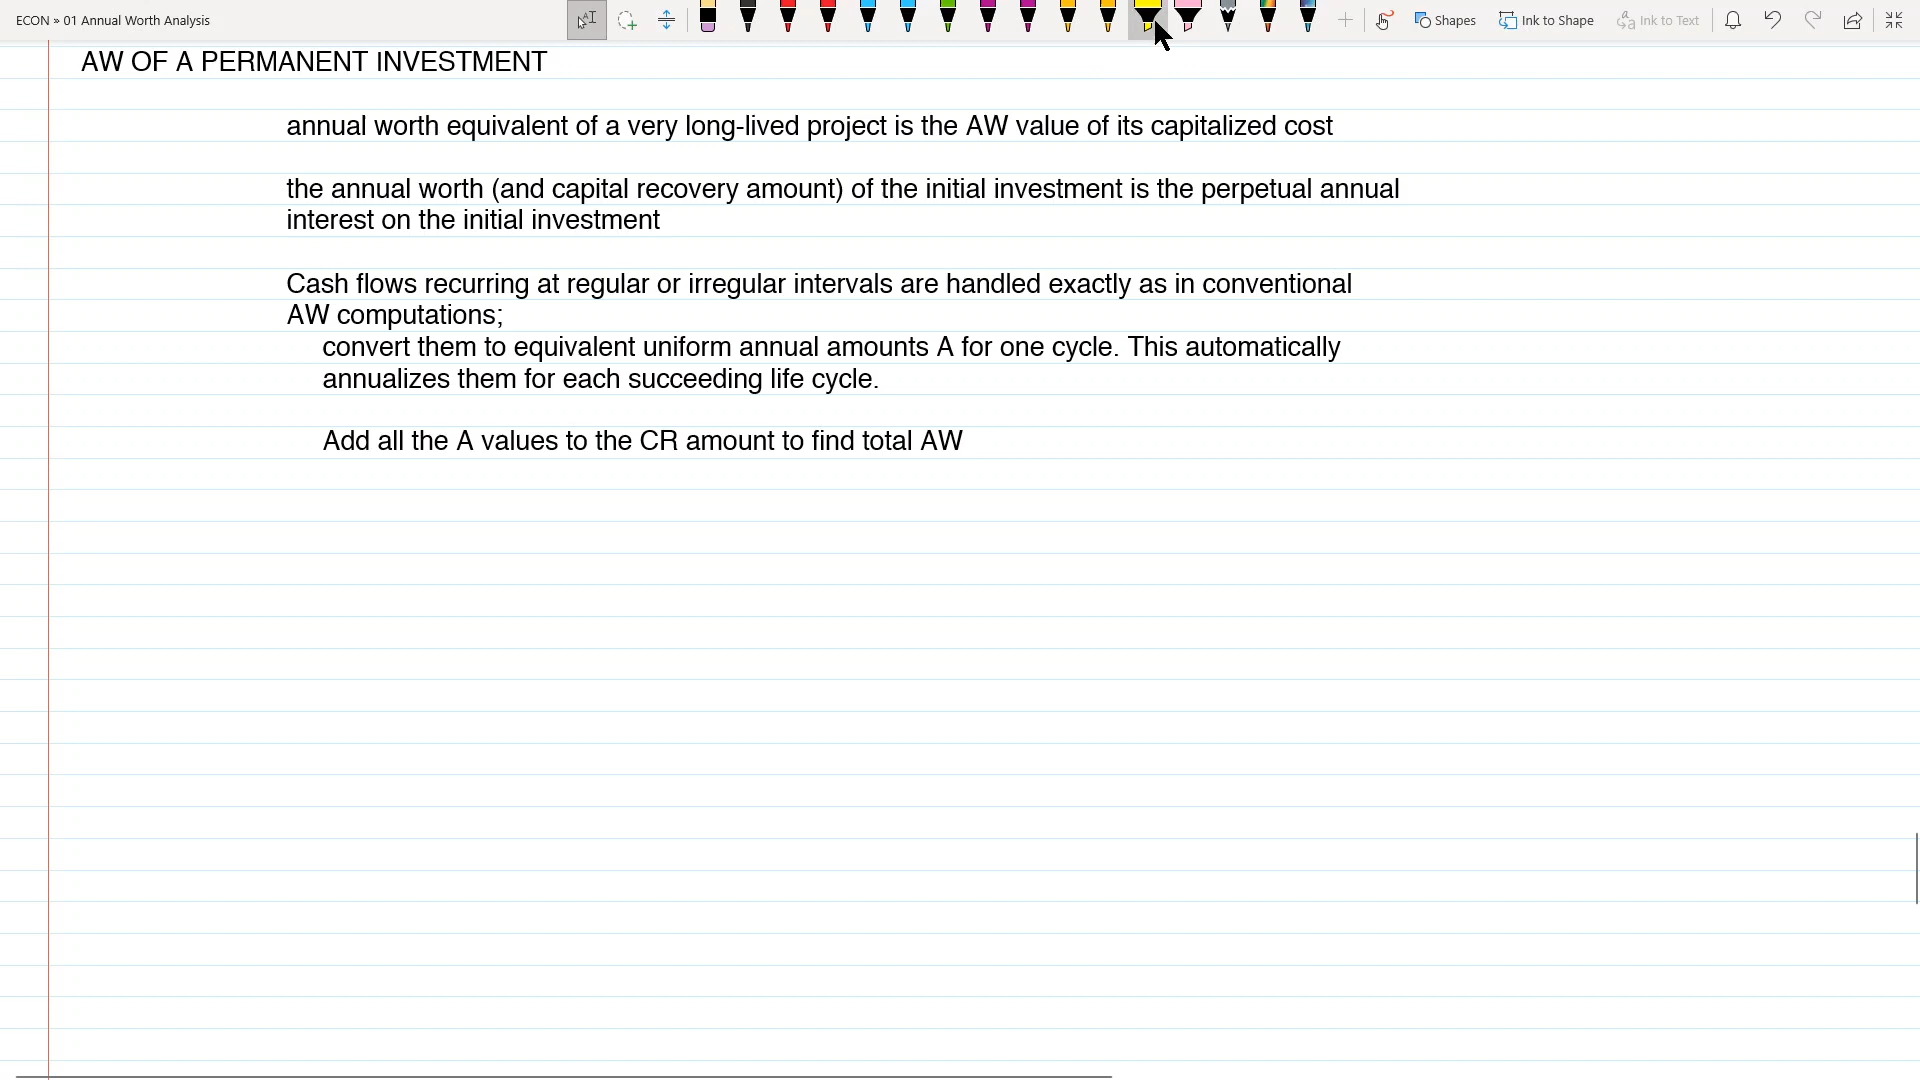 ECON » 01 Annual Worth Analysis
Shapes
Ink to Shape
Ink to Text
AW OF A PERMANENT INVESTMENT
annual worth equivalent of a very long-lived project is the AW value of its capitalized cost
the annual worth (and capital recovery amount) of the initial investment is the perpetual annual
interest on the initial investment
Cash flows recurring at regular or irregular intervals are handled exactly as in conventional
AW computations;
convert them to equivalent uniform annual amounts A for one cycle. This automatically
annualizes them for each succeeding life cycle.
Add all the A values to the CR amount to find total AW